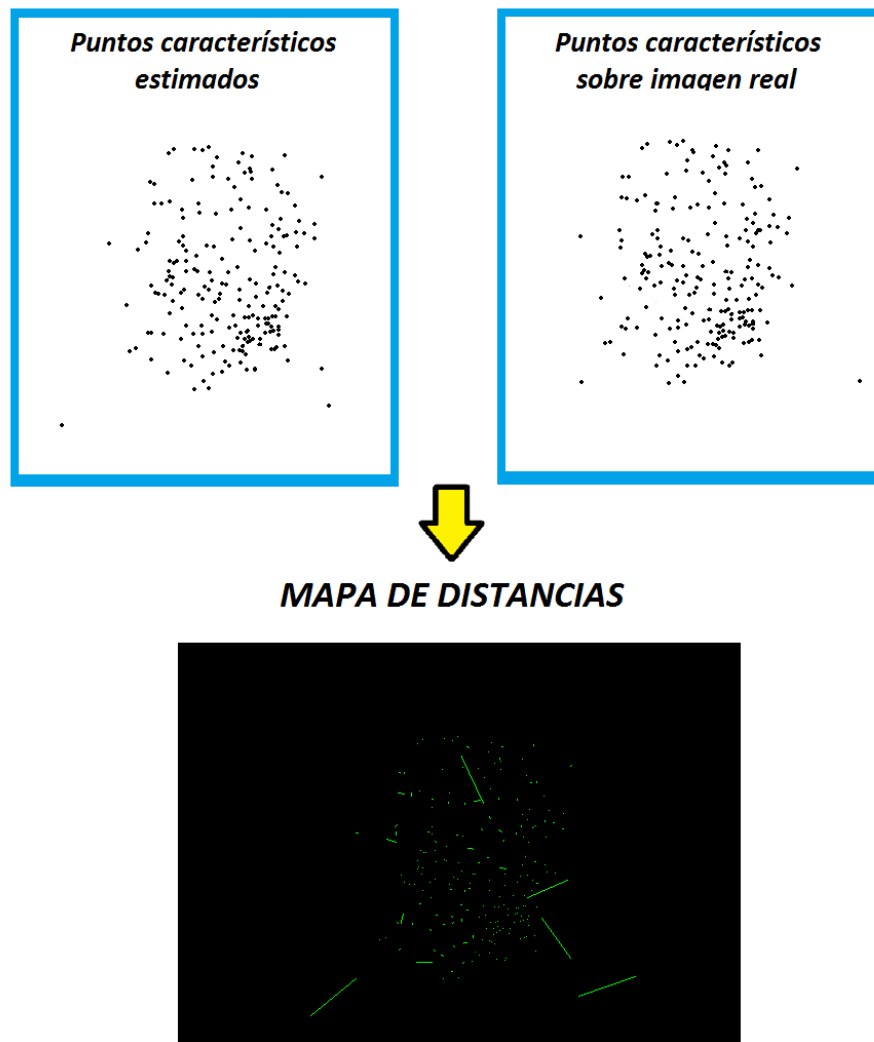 Puntos característicos
estimados
Puntos característicos
sobre imagen real
MAPA DE DISTANCIAS